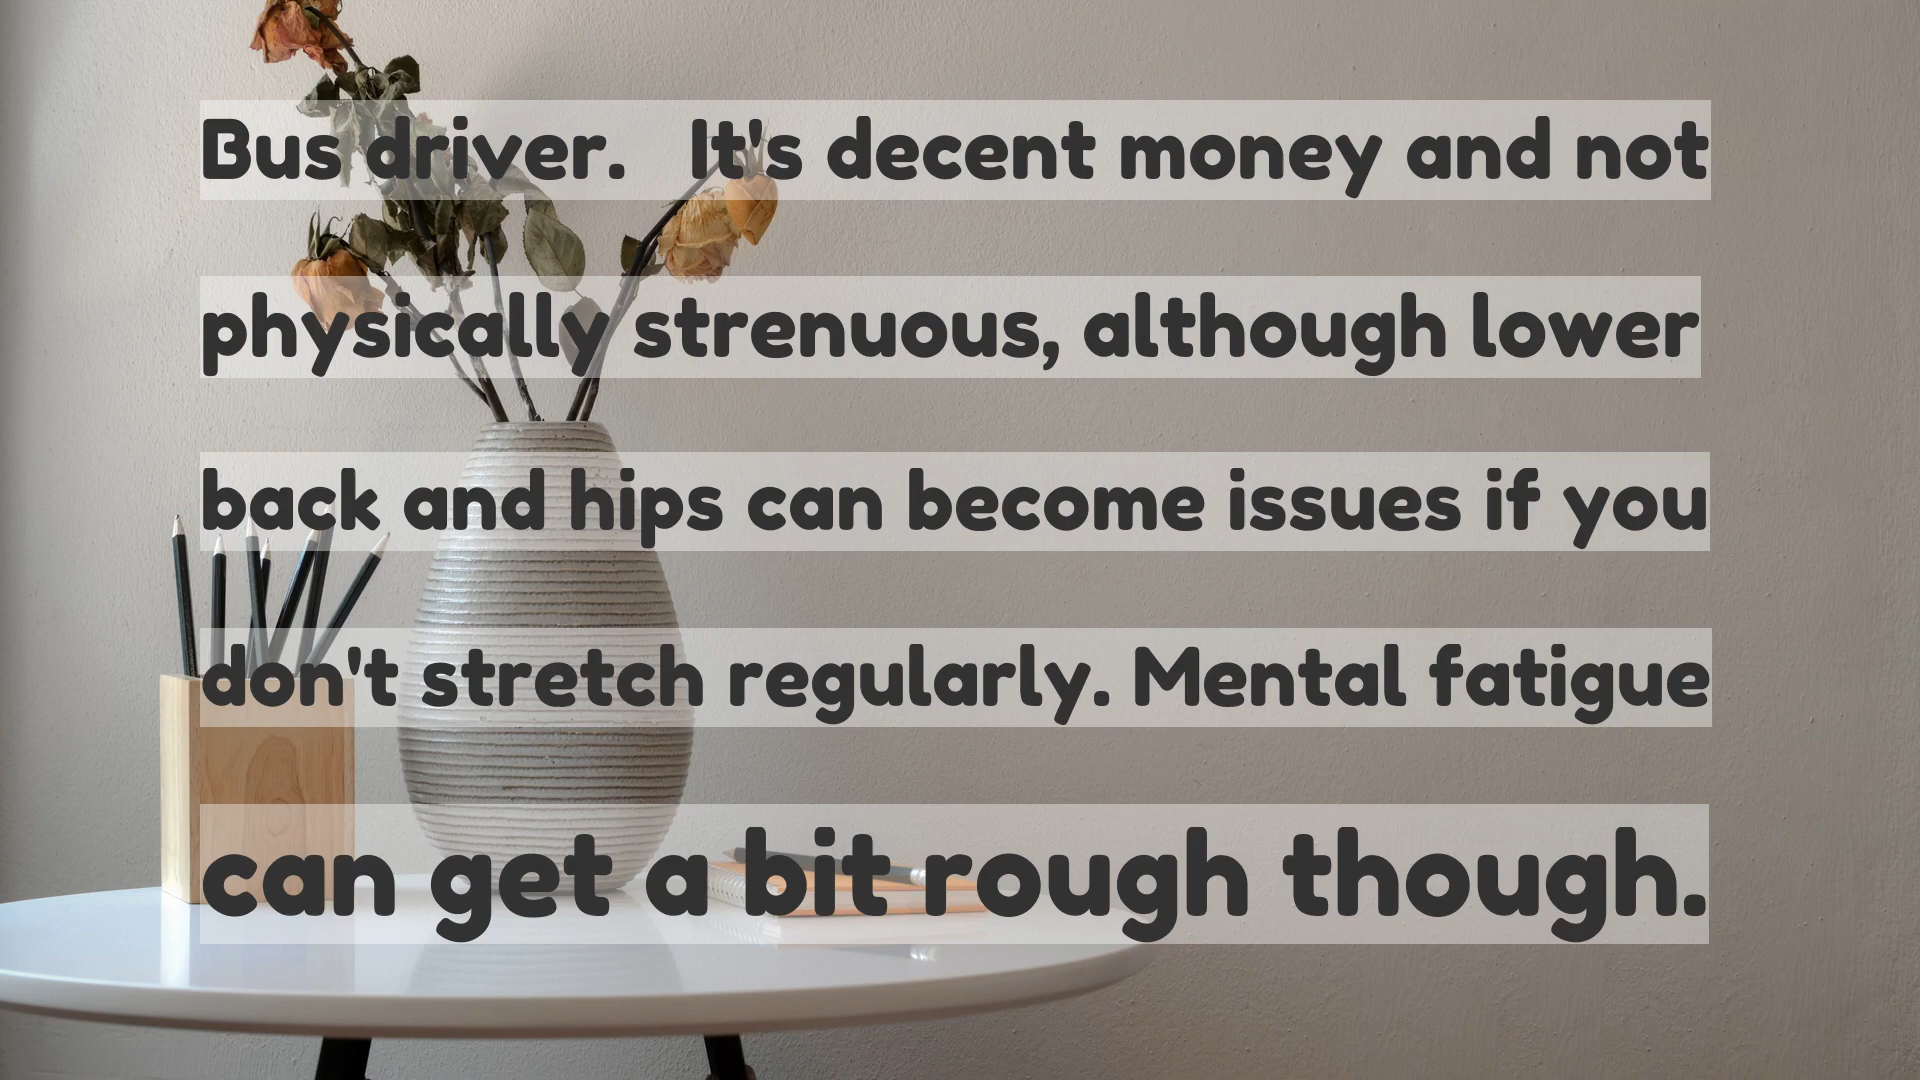 Bus driver.   It's decent money and not
physically strenuous, although lower
back and hips can become issues if you
don't stretch regularly. Mental fatigue
can get a bit rough though.